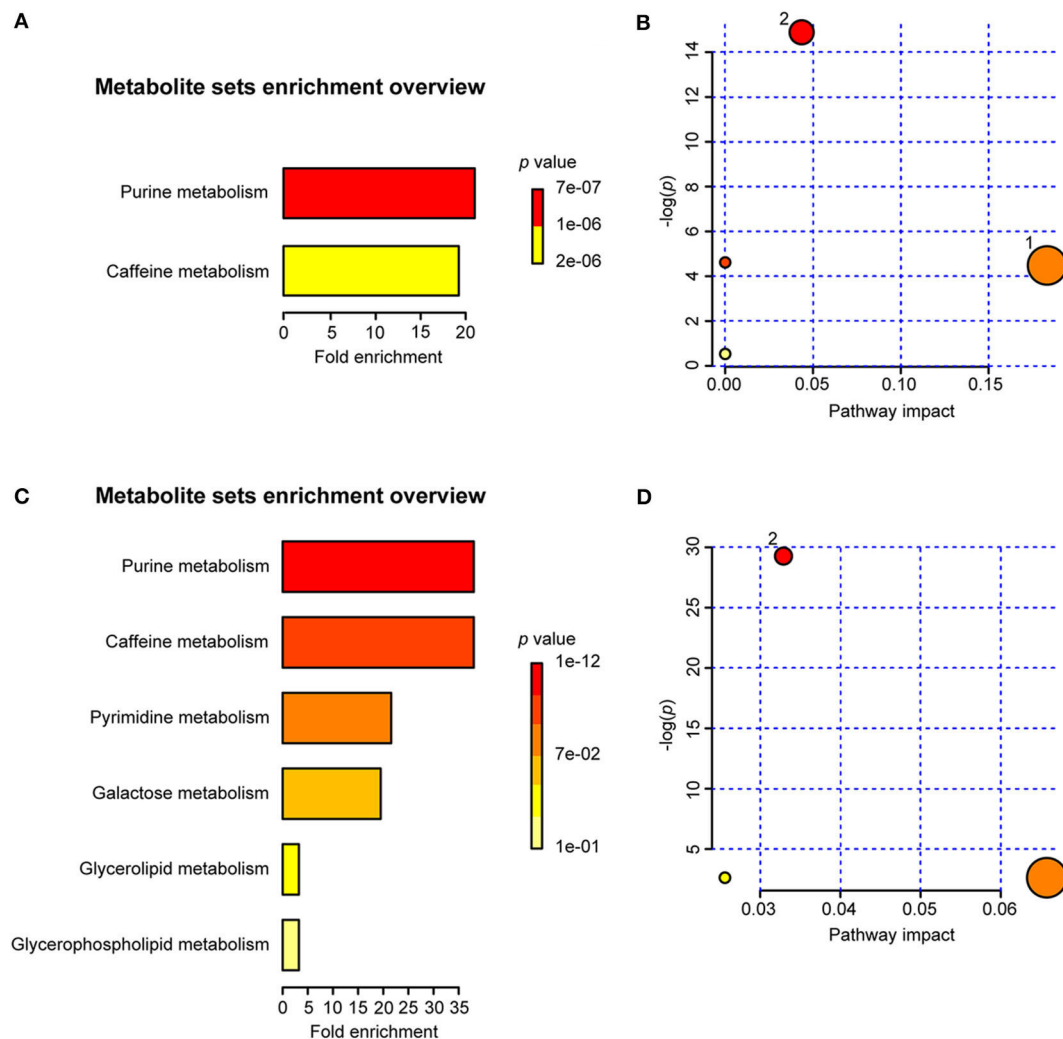 A
Metabolite sets enrichment overview
Purine metabolism
Caffeine metabolism
0 5 10 15 20
Fold enrichment
p value
7e-07
1e-06
2e-06
B
2
1
14
12
10
8
6
4
2
0
-log(p)
0.00 0.05 0.10 0.15
Pathway impact
C
Metabolite sets enrichment overview
Purine metabolism
Caffeine metabolism
Pyrimidine metabolism
Galactose metabolism
Glycerolipid metabolism
Glycerophospholipid metabolism
0 5 10 15 20 25 30 35
Fold enrichment
p value
1e-12
7e-02
1e-01
D
2
30
25
20
15
10
5
-log(p)
0.03 0.04 0.05 0.06
Pathway impact